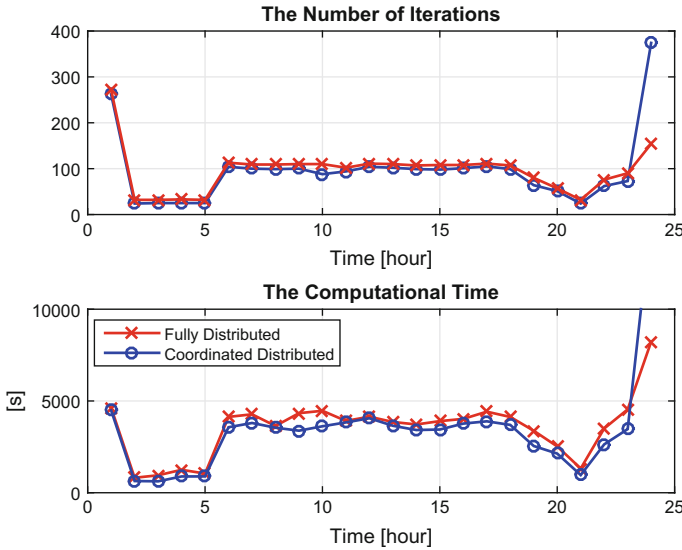 The Number of Iterations
400
300
200
100
0
0 5 10 15 20 25
Time [hour]
The Computational Time
10000
5000
0
[s]
Fully Distributed
Coordinated Distributed
0 5 10 15 20 25
Time [hour]